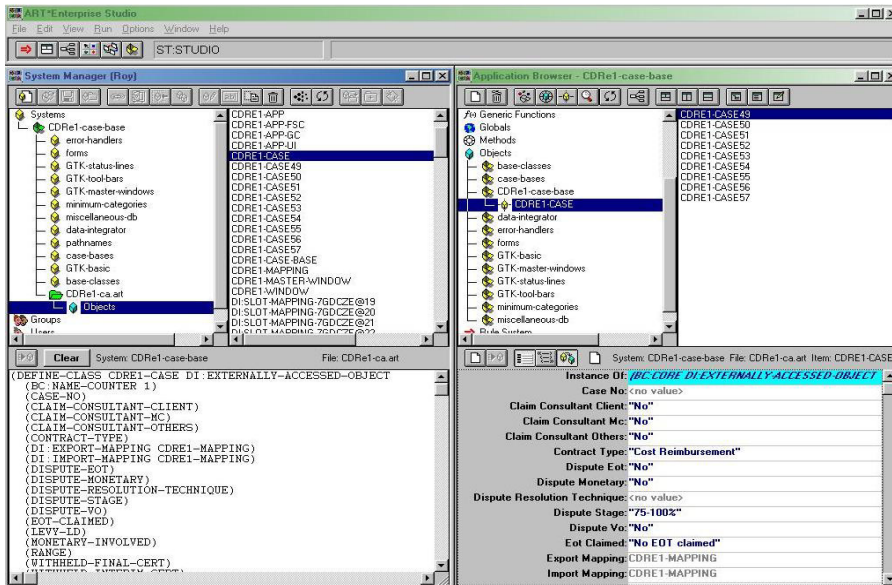 ART*Enterprise Studio
File Edit View Run Options Window Help
ST:STUDIO
System Manager (Roy)
Systems
CDRe1-case-base
error-handlers
forms
GTK-status-lines
GTK-tool-bars
GTK-master-windows
minimum-categories
miscellaneous-db
data-integrator
pathnames
case-bases
GTK-basic
base-classes
CDRe1-ca.art
Objects
Groups
Users
CDRE1-APP
CDRE1-APP-FSC
CDRE1-APP-GC
CDRE1-APP-UI
CDRE1-CASE
CDRE1-CASE49
CDRE1-CASE50
CDRE1-CASE51
CDRE1-CASE52
CDRE1-CASE53
CDRE1-CASE54
CDRE1-CASE55
CDRE1-CASE56
CDRE1-CASE57
CDRE1-CASE-BASE
CDRE1-MAPPING
CDRE1-MASTER-WINDOW
CDRE1-WINDOW
DI:SLOT-MAPPING-7GDCZE@19
DI:SLOT-MAPPING-7GDCZE@20
DI:SLOT-MAPPING-7GDCZE@21
DI:SLOT-MAPPING-7GDCZE@22
Clear System: CDRe1-case-base File: CDRe1-ca.art
(DEFINE-CLASS CDRE1-CASE DI:EXTERNALLY-ACCESSED-OBJECT
(BC:NAME-COUNTER 1)
(CASE-NO)
(CLAIM-CONSULTANT-CLIENT)
(CLAIM-CONSULTANT-MC)
(CLAIM-CONSULTANT-OTHERS)
(CONTRACT-TYPE)
(DI:EXPORT-MAPPING CDRE1-MAPPING)
(DI:IMPORT-MAPPING CDRE1-MAPPING)
(DISPUTE-EOT)
(DISPUTE-MONETARY)
(DISPUTE-RESOLUTION-TECHNIQUE)
(DISPUTE-STAGE)
(DISPUTE-VO)
(EOT-CLAIMED)
(LEVY-LD)
(MONETARY-INVOLVED)
(RANGE)
(WITHHELD-FINAL-CERT)
(WITHHELD-INTERIM-CERT)
Application Browser - CDRe1-case-base
Generic Functions
Globals
Methods
Objects
base-classes
case-bases
CDRe1-case-base
CDRE1-CASE
data-integrator
error-handlers
forms
GTK-basic
GTK-master-windows
GTK-status-lines
GTK-tool-bars
minimum-categories
miscellaneous-db
Rule System
CDRE1-CASE49
CDRE1-CASE50
CDRE1-CASE51
CDRE1-CASE52
CDRE1-CASE53
CDRE1-CASE54
CDRE1-CASE55
CDRE1-CASE56
CDRE1-CASE57
System: CDRe1-case-base File: CDRe1-ca.art Item: CDRE1-CASE
Instance Of: (BC:CORE DI:EXTERNALLY-ACCESSED-OBJECT
Case No: <no value>
Claim Consultant Client: "No"
Claim Consultant Mc: "No"
Claim Consultant Others: "No"
Contract Type: "Cost Reimbursement"
Dispute Eot: "No"
Dispute Monetary: "No"
Dispute Resolution Technique: <no value>
Dispute Stage: "75-100%"
Dispute Vo: "No"
Eot Claimed: "No EOT claimed"
Export Mapping: CDRE1-MAPPING
Import Mapping: CDRE1-MAPPING